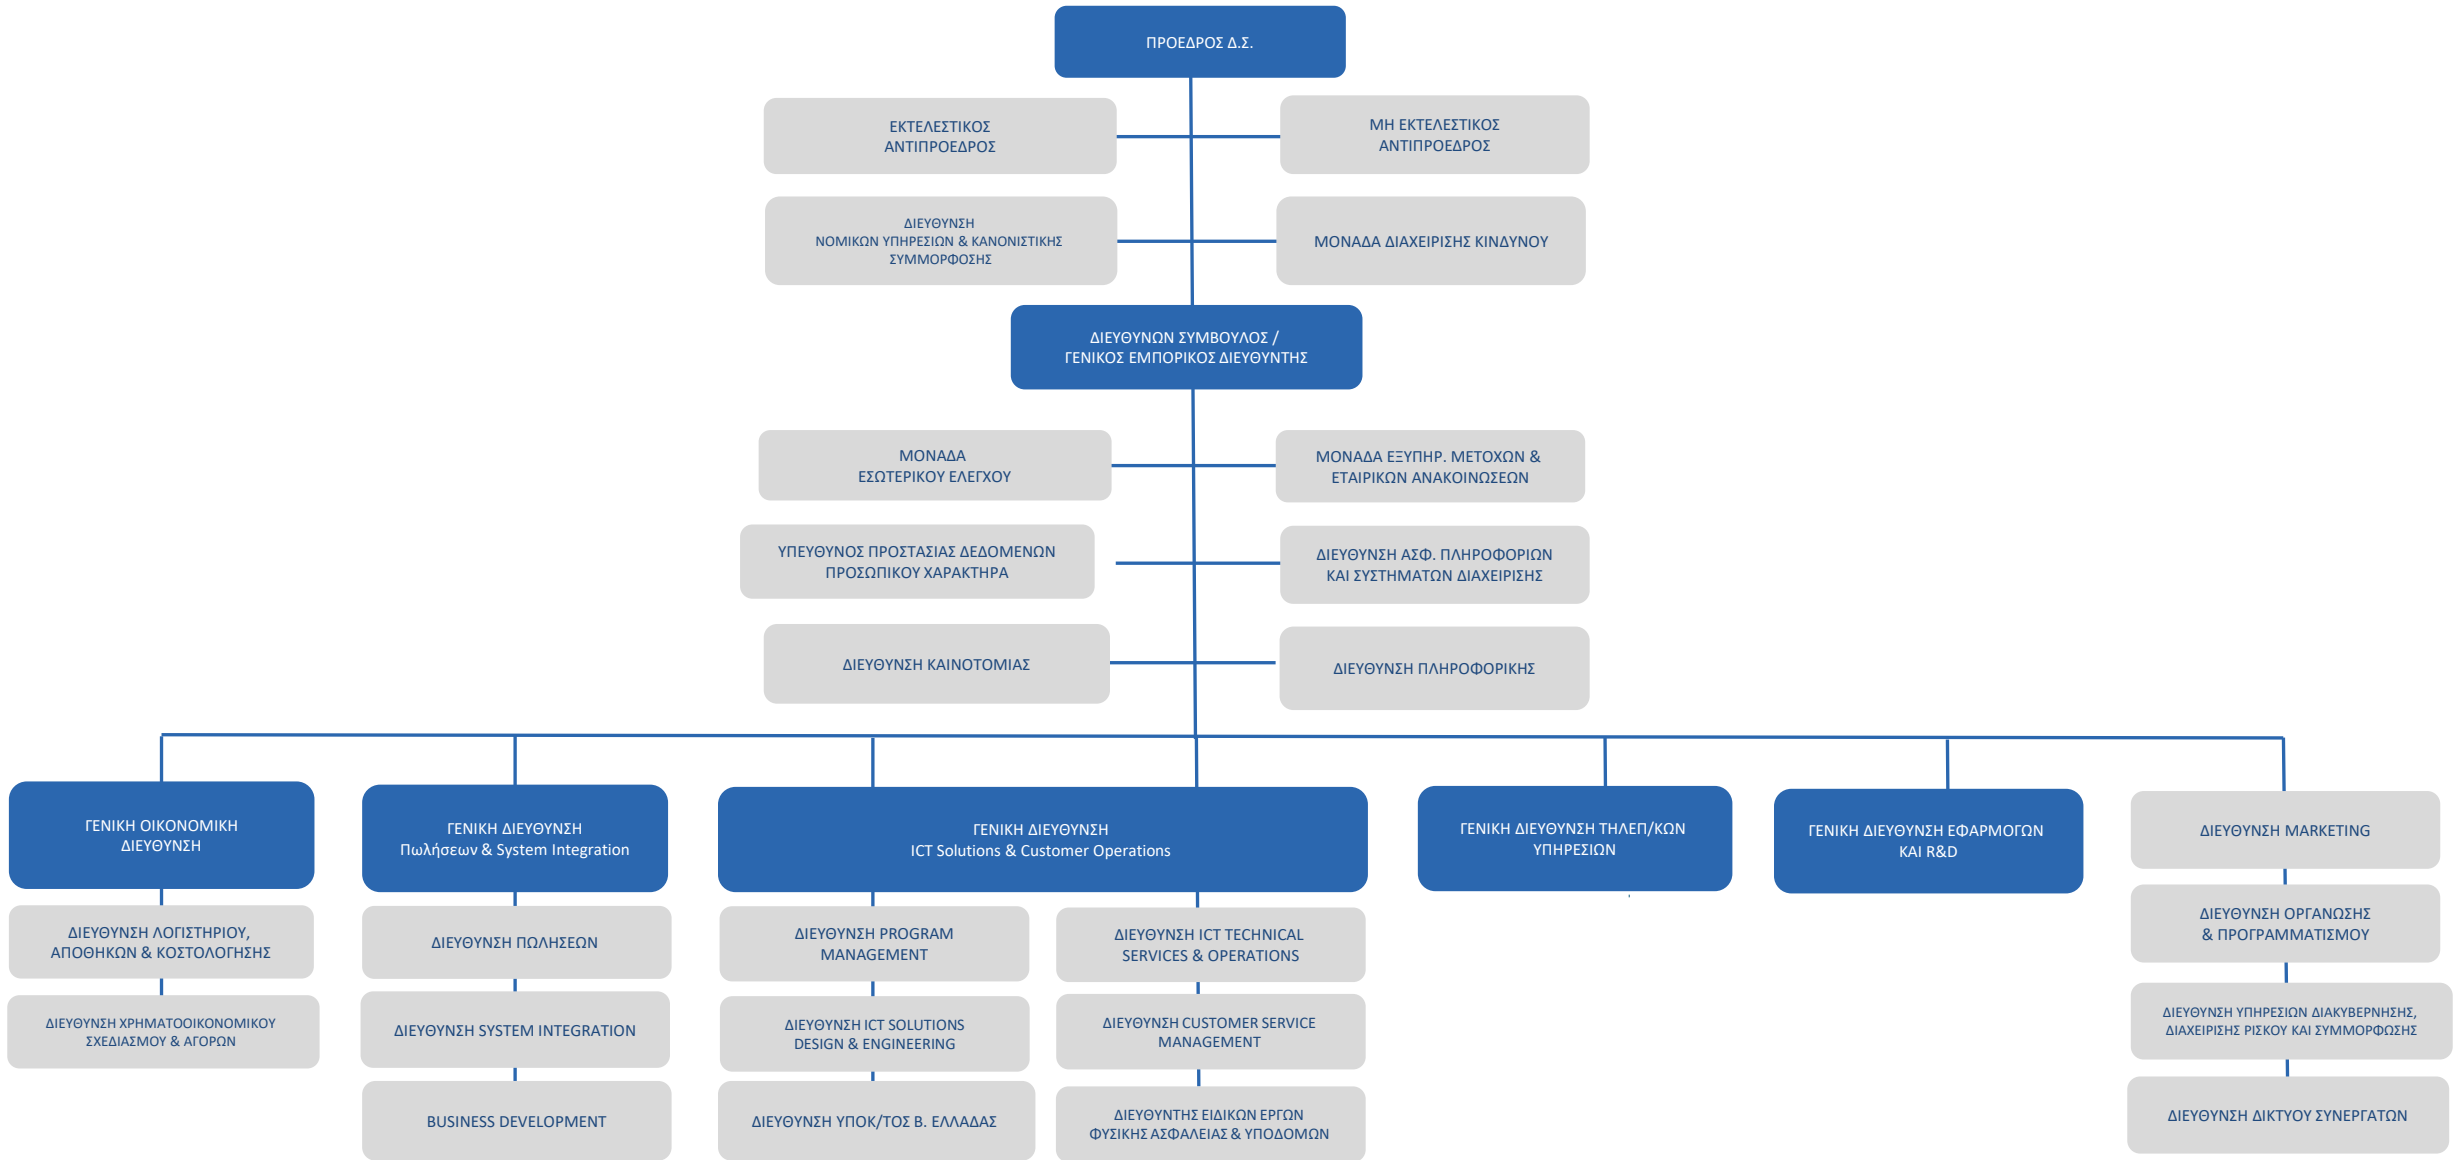 ΠΡΟΕΔΡΟΣ Δ.Σ.
ΕΚΤΕΛΕΣΤΙΚΟΣ
ΑΝΤΙΠΡΟΕΔΡΟΣ
ΜΗ ΕΚΤΕΛΕΣΤΙΚΟΣ
ΑΝΤΙΠΡΟΕΔΡΟΣ
ΔΙΕΥΘΥΝΣΗ
ΝΟΜΙΚΩΝ ΥΠΗΡΕΣΙΩΝ & ΚΑΝΟΝΙΣΤΙΚΗΣ
ΣΥΜΜΟΡΦΟΣΗΣ
ΜΟΝΑΔΑ ΔΙΑΧΕΙΡΙΣΗΣ ΚΙΝΔΥΝΟΥ
ΔΙΕΥΘΥΝΩΝ ΣΥΜΒΟΥΛΟΣ /
ΓΕΝΙΚΟΣ ΕΜΠΟΡΙΚΟΣ ΔΙΕΥΘΥΝΤΗΣ
ΜΟΝΑΔΑ
ΕΣΩΤΕΡΙΚΟΥ ΕΛΕΓΧΟΥ
ΜΟΝΑΔΑ ΕΞΥΠΗΡ. ΜΕΤΟΧΩΝ &
ΕΤΑΙΡΙΚΩΝ ΑΝΑΚΟΙΝΩΣΕΩΝ
ΥΠΕΥΘΥΝΟΣ ΠΡΟΣΤΑΣΙΑΣ ΔΕΔΟΜΕΝΩΝ
ΠΡΟΣΩΠΙΚΟΥ ΧΑΡΑΚΤΗΡΑ
ΔΙΕΥΘΥΝΣΗ ΑΣΦ. ΠΛΗΡΟΦΟΡΙΩΝ
ΚΑΙ ΣΥΣΤΗΜΑΤΩΝ ΔΙΑΧΕΙΡΙΣΗΣ
ΔΙΕΥΘΥΝΣΗ ΚΑΙΝΟΤΟΜΙΑΣ
ΔΙΕΥΘΥΝΣΗ ΠΛΗΡΟΦΟΡΙΚΗΣ
ΓΕΝΙΚΗ ΟΙΚΟΝΟΜΙΚΗ
ΔΙΕΥΘΥΝΣΗ
ΔΙΕΥΘΥΝΣΗ ΛΟΓΙΣΤΗΡΙΟΥ,
ΑΠΟΘΗΚΩΝ & ΚΟΣΤΟΛΟΓΗΣΗΣ
ΔΙΕΥΘΥΝΣΗ ΧΡΗΜΑΤΟΟΙΚΟΝΟΜΙΚΟΥ
ΣΧΕΔΙΑΣΜΟΥ & ΑΓΟΡΩΝ
ΓΕΝΙΚΗ ΔΙΕΥΘΥΝΣΗ
Πωλήσεων & System Integration
ΔΙΕΥΘΥΝΣΗ ΠΩΛΗΣΕΩΝ
ΔΙΕΥΘΥΝΣΗ SYSTEM INTEGRATION
BUSINESS DEVELOPMENT
ΓΕΝΙΚΗ ΔΙΕΥΘΥΝΣΗ
ICT Solutions & Customer Operations
ΔΙΕΥΘΥΝΣΗ PROGRAM
MANAGEMENT
ΔΙΕΥΘΥΝΣΗ ICT SOLUTIONS
DESIGN & ENGINEERING
ΔΙΕΥΘΥΝΣΗ ΥΠΟΚ/ΤΟΣ Β. ΕΛΛΑΔΑΣ
ΔΙΕΥΘΥΝΣΗ ICT TECHNICAL
SERVICES & OPERATIONS
ΔΙΕΥΘΥΝΣΗ CUSTOMER SERVICE
MANAGEMENT
ΔΙΕΥΘΥΝΤΗΣ ΕΙΔΙΚΩΝ ΕΡΓΩΝ
ΦΥΣΙΚΗΣ ΑΣΦΑΛΕΙΑΣ & ΥΠΟΔΟΜΩΝ
ΓΕΝΙΚΗ ΔΙΕΥΘΥΝΣΗ ΤΗΛΕΠ/ΚΩΝ
ΥΠΗΡΕΣΙΩΝ
ΓΕΝΙΚΗ ΔΙΕΥΘΥΝΣΗ ΕΦΑΡΜΟΓΩΝ
ΚΑΙ R&D
ΔΙΕΥΘΥΝΣΗ MARKETING
ΔΙΕΥΘΥΝΣΗ ΟΡΓΑΝΩΣΗΣ
& ΠΡΟΓΡΑΜΜΑΤΙΣΜΟΥ
ΔΙΕΥΘΥΝΣΗ ΥΠΗΡΕΣΙΩΝ ΔΙΑΚΥΒΕΡΝΗΣΗΣ,
ΔΙΑΧΕΙΡΙΣΗΣ ΡΙΣΚΟΥ ΚΑΙ ΣΥΜΜΟΡΦΩΣΗΣ
ΔΙΕΥΘΥΝΣΗ ΔΙΚΤΥΟΥ ΣΥΝΕΡΓΑΤΩΝ